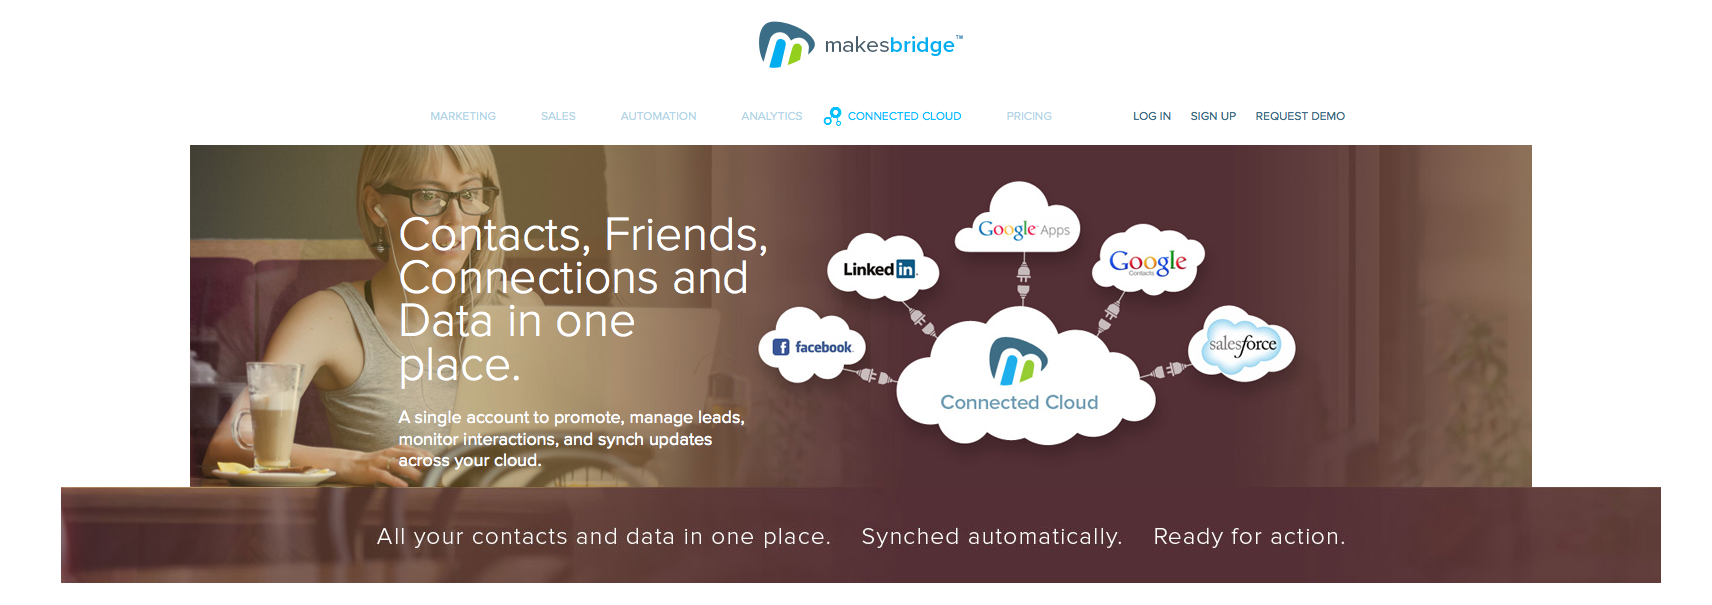 makesbridge™
MARKETING SALES AUTOMATION ANALYTICS CONNECTED CLOUD PRICING LOG IN SIGN UP REQUEST DEMO
Contacts, Friends,
Connections and
Data in one
place.
A single account to promote, manage leads,
monitor interactions, and synch updates
across your cloud.
Google™ Apps
Linked in
Google
Contacts
facebook
salesforce
Connected Cloud
All your contacts and data in one place. Synched automatically. Ready for action.